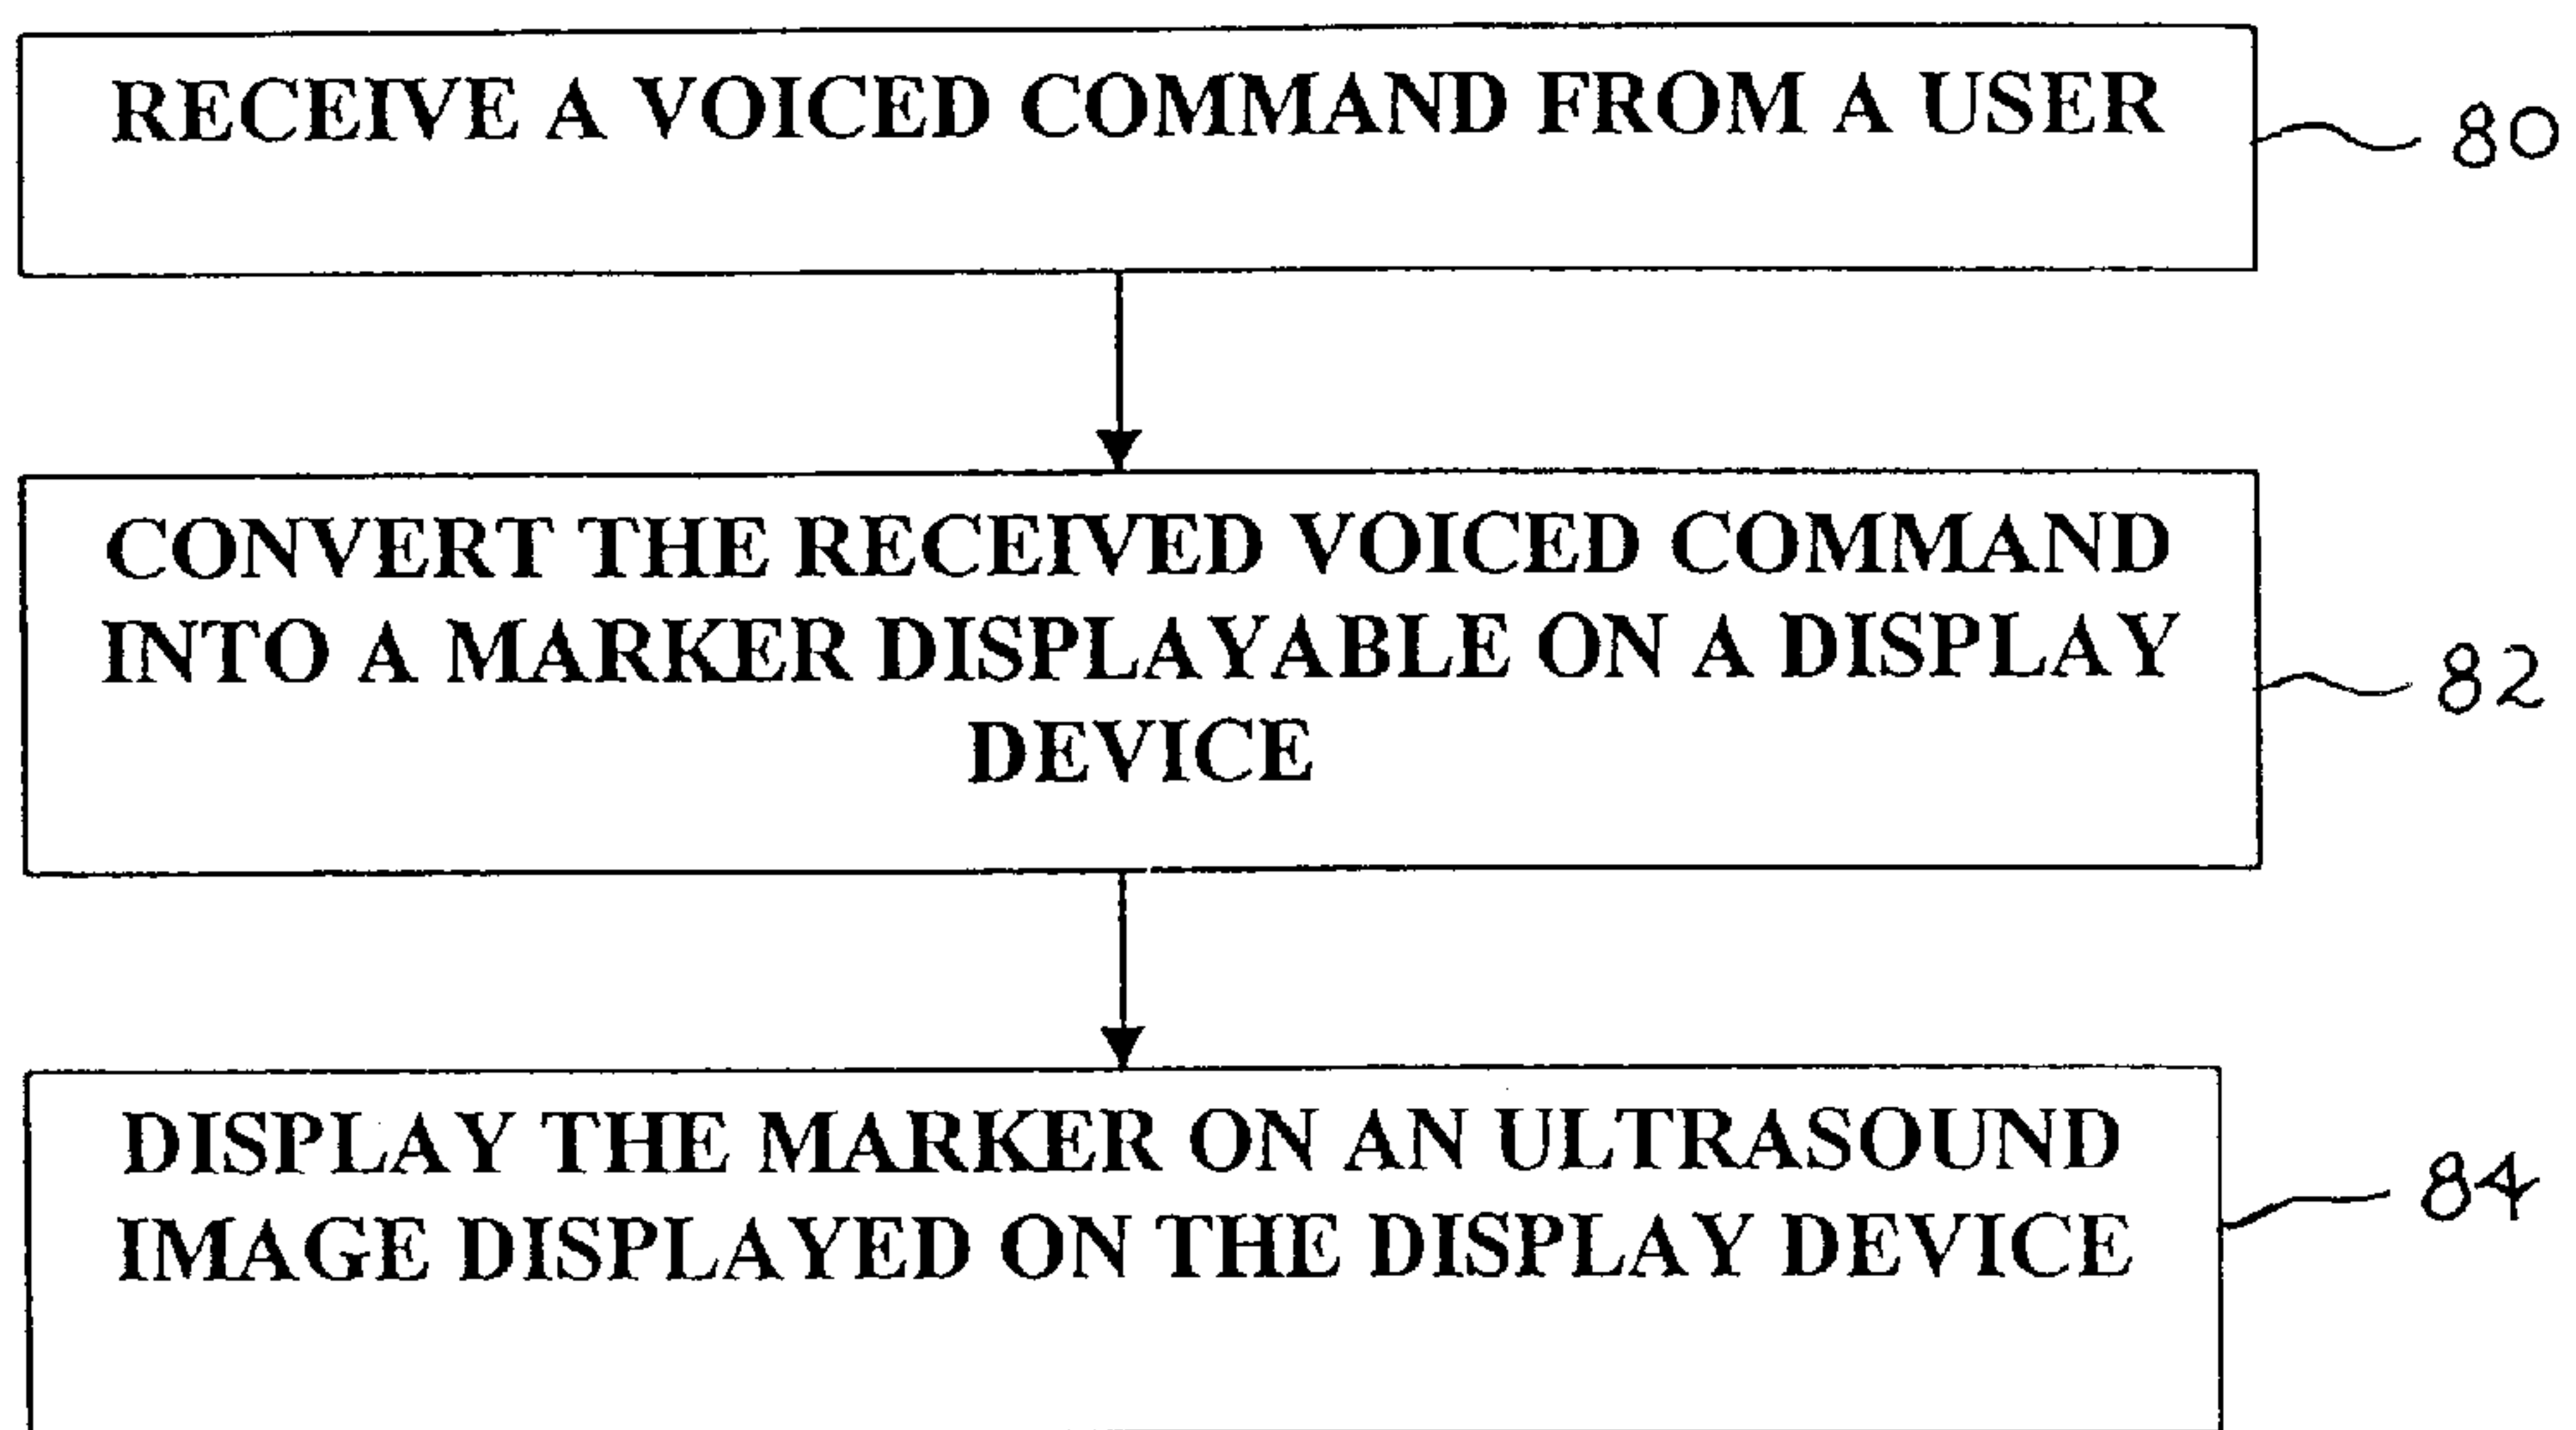 RECEIVE A VOICED COMMAND FROM A USER
80
CONVERT THE RECEIVED VOICED COMMAND
INTO A MARKER DISPLAYABLE ON A DISPLAY
DEVICE
82
DISPLAY THE MARKER ON AN ULTRASOUND
IMAGE DISPLAYED ON THE DISPLAY DEVICE
84